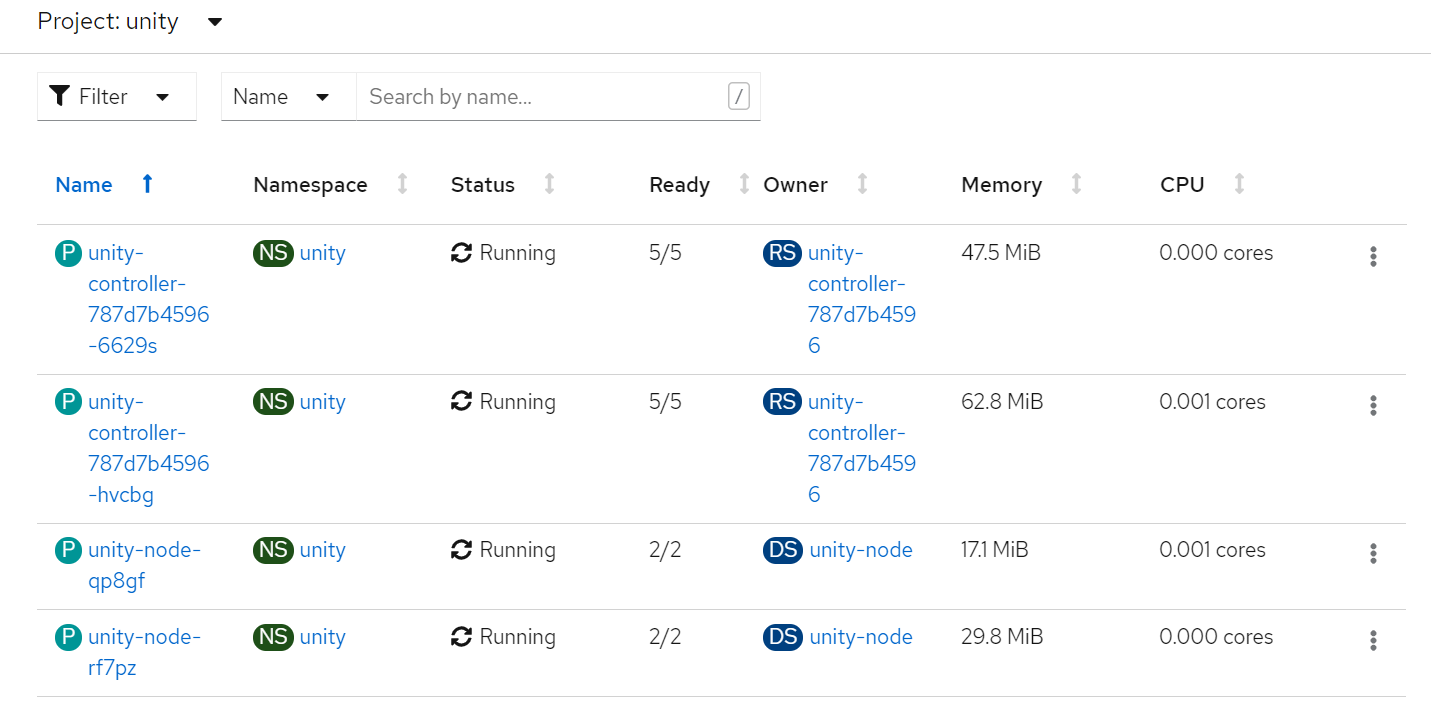 Project: unity
Filter Name Search by name... /
Name Namespace Status Ready Owner Memory CPU
P unity- NS unity Running 5/5 RS unity- 47.5 MiB 0.000 cores
controller- controller-
787d7b4596 787d7b459
-6629s 6
P unity- NS unity Running 5/5 RS unity- 62.8 MiB 0.001 cores
controller- controller-
787d7b4596 787d7b459
-hvcbg 6
P unity-node- NS unity Running 2/2 DS unity-node 17.1 MiB 0.001 cores
qp8gf
P unity-node- NS unity Running 2/2 DS unity-node 29.8 MiB 0.000 cores
rf7pz